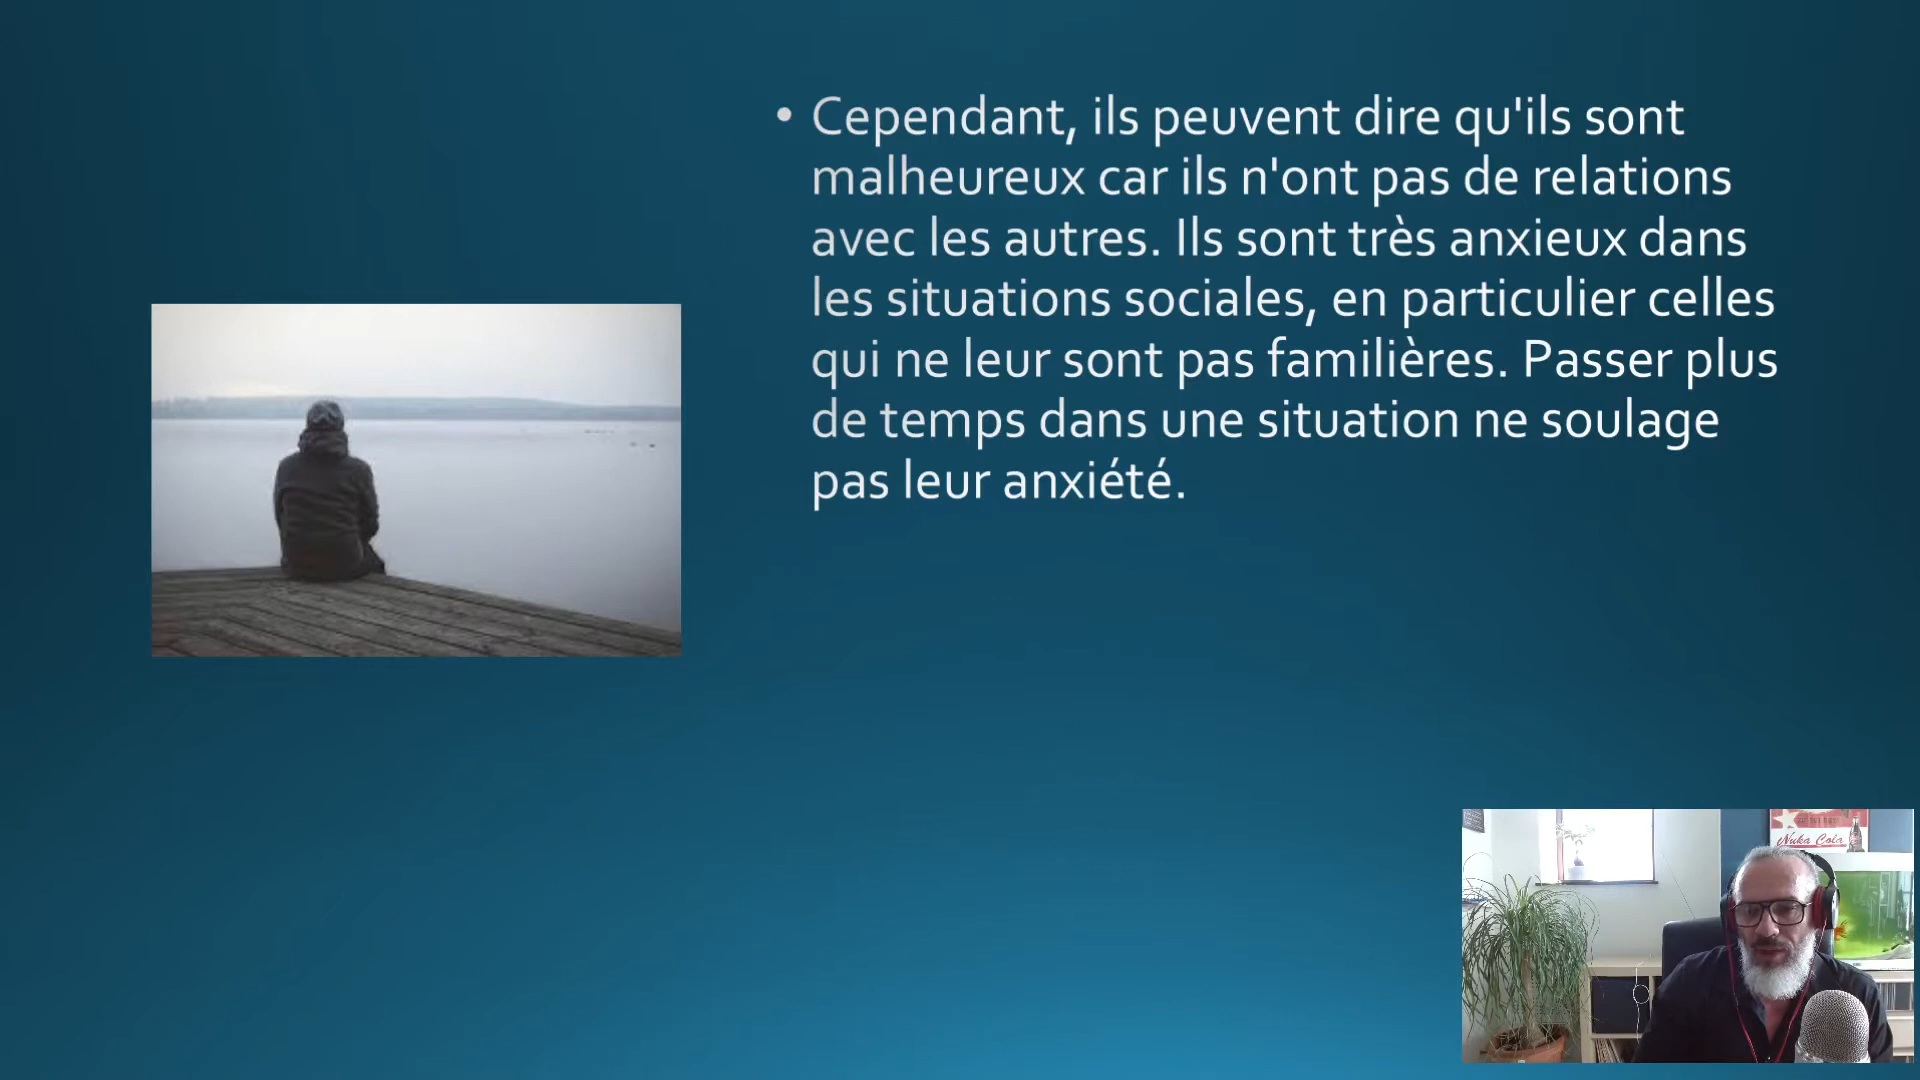 • Cependant, ils peuvent dire qu'ils sont
malheureux car ils n'ont pas de relations
avec les autres. Ils sont très anxieux dans
les situations sociales, en particulier celles
qui ne leur sont pas familières. Passer plus
de temps dans une situation ne soulage
pas leur anxiété.
Nuka Cola